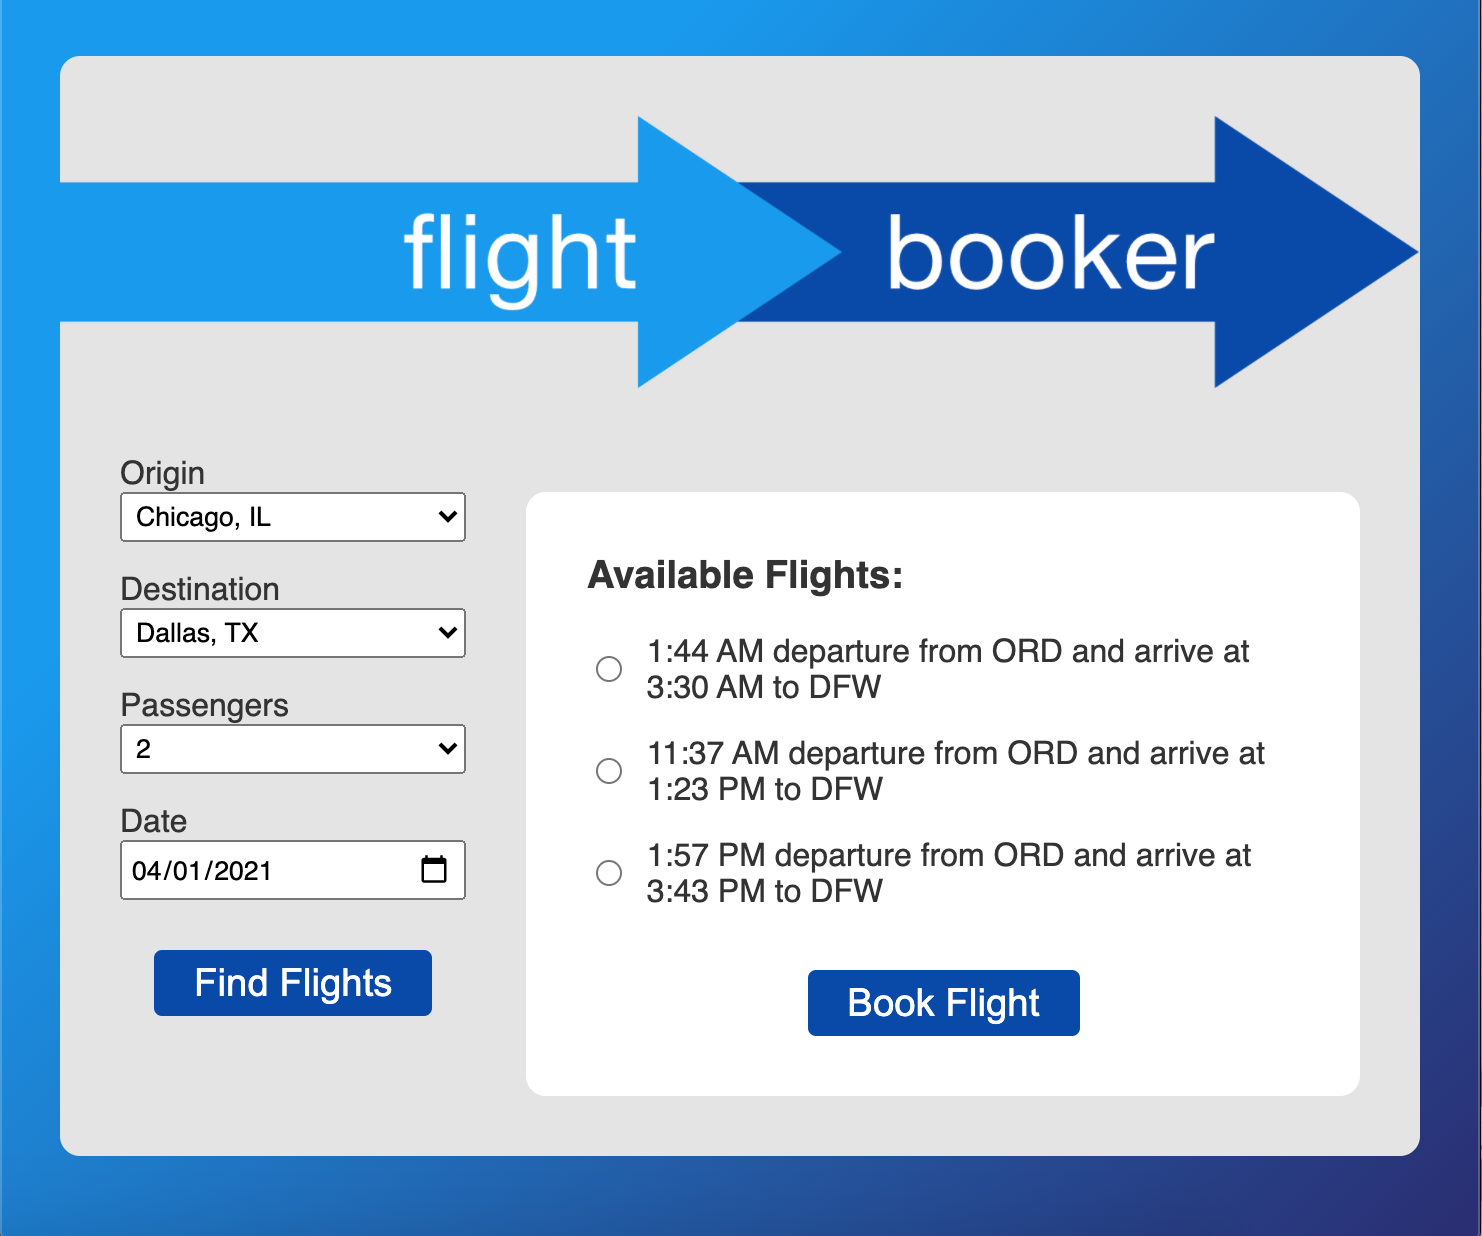 flight booker
Origin
Chicago, IL
Destination
Dallas, TX
Passengers
2
Date
04/01/2021
Find Flights
Available Flights:
1:44 AM departure from ORD and arrive at
3:30 AM to DFW
11:37 AM departure from ORD and arrive at
1:23 PM to DFW
1:57 PM departure from ORD and arrive at
3:43 PM to DFW
Book Flight